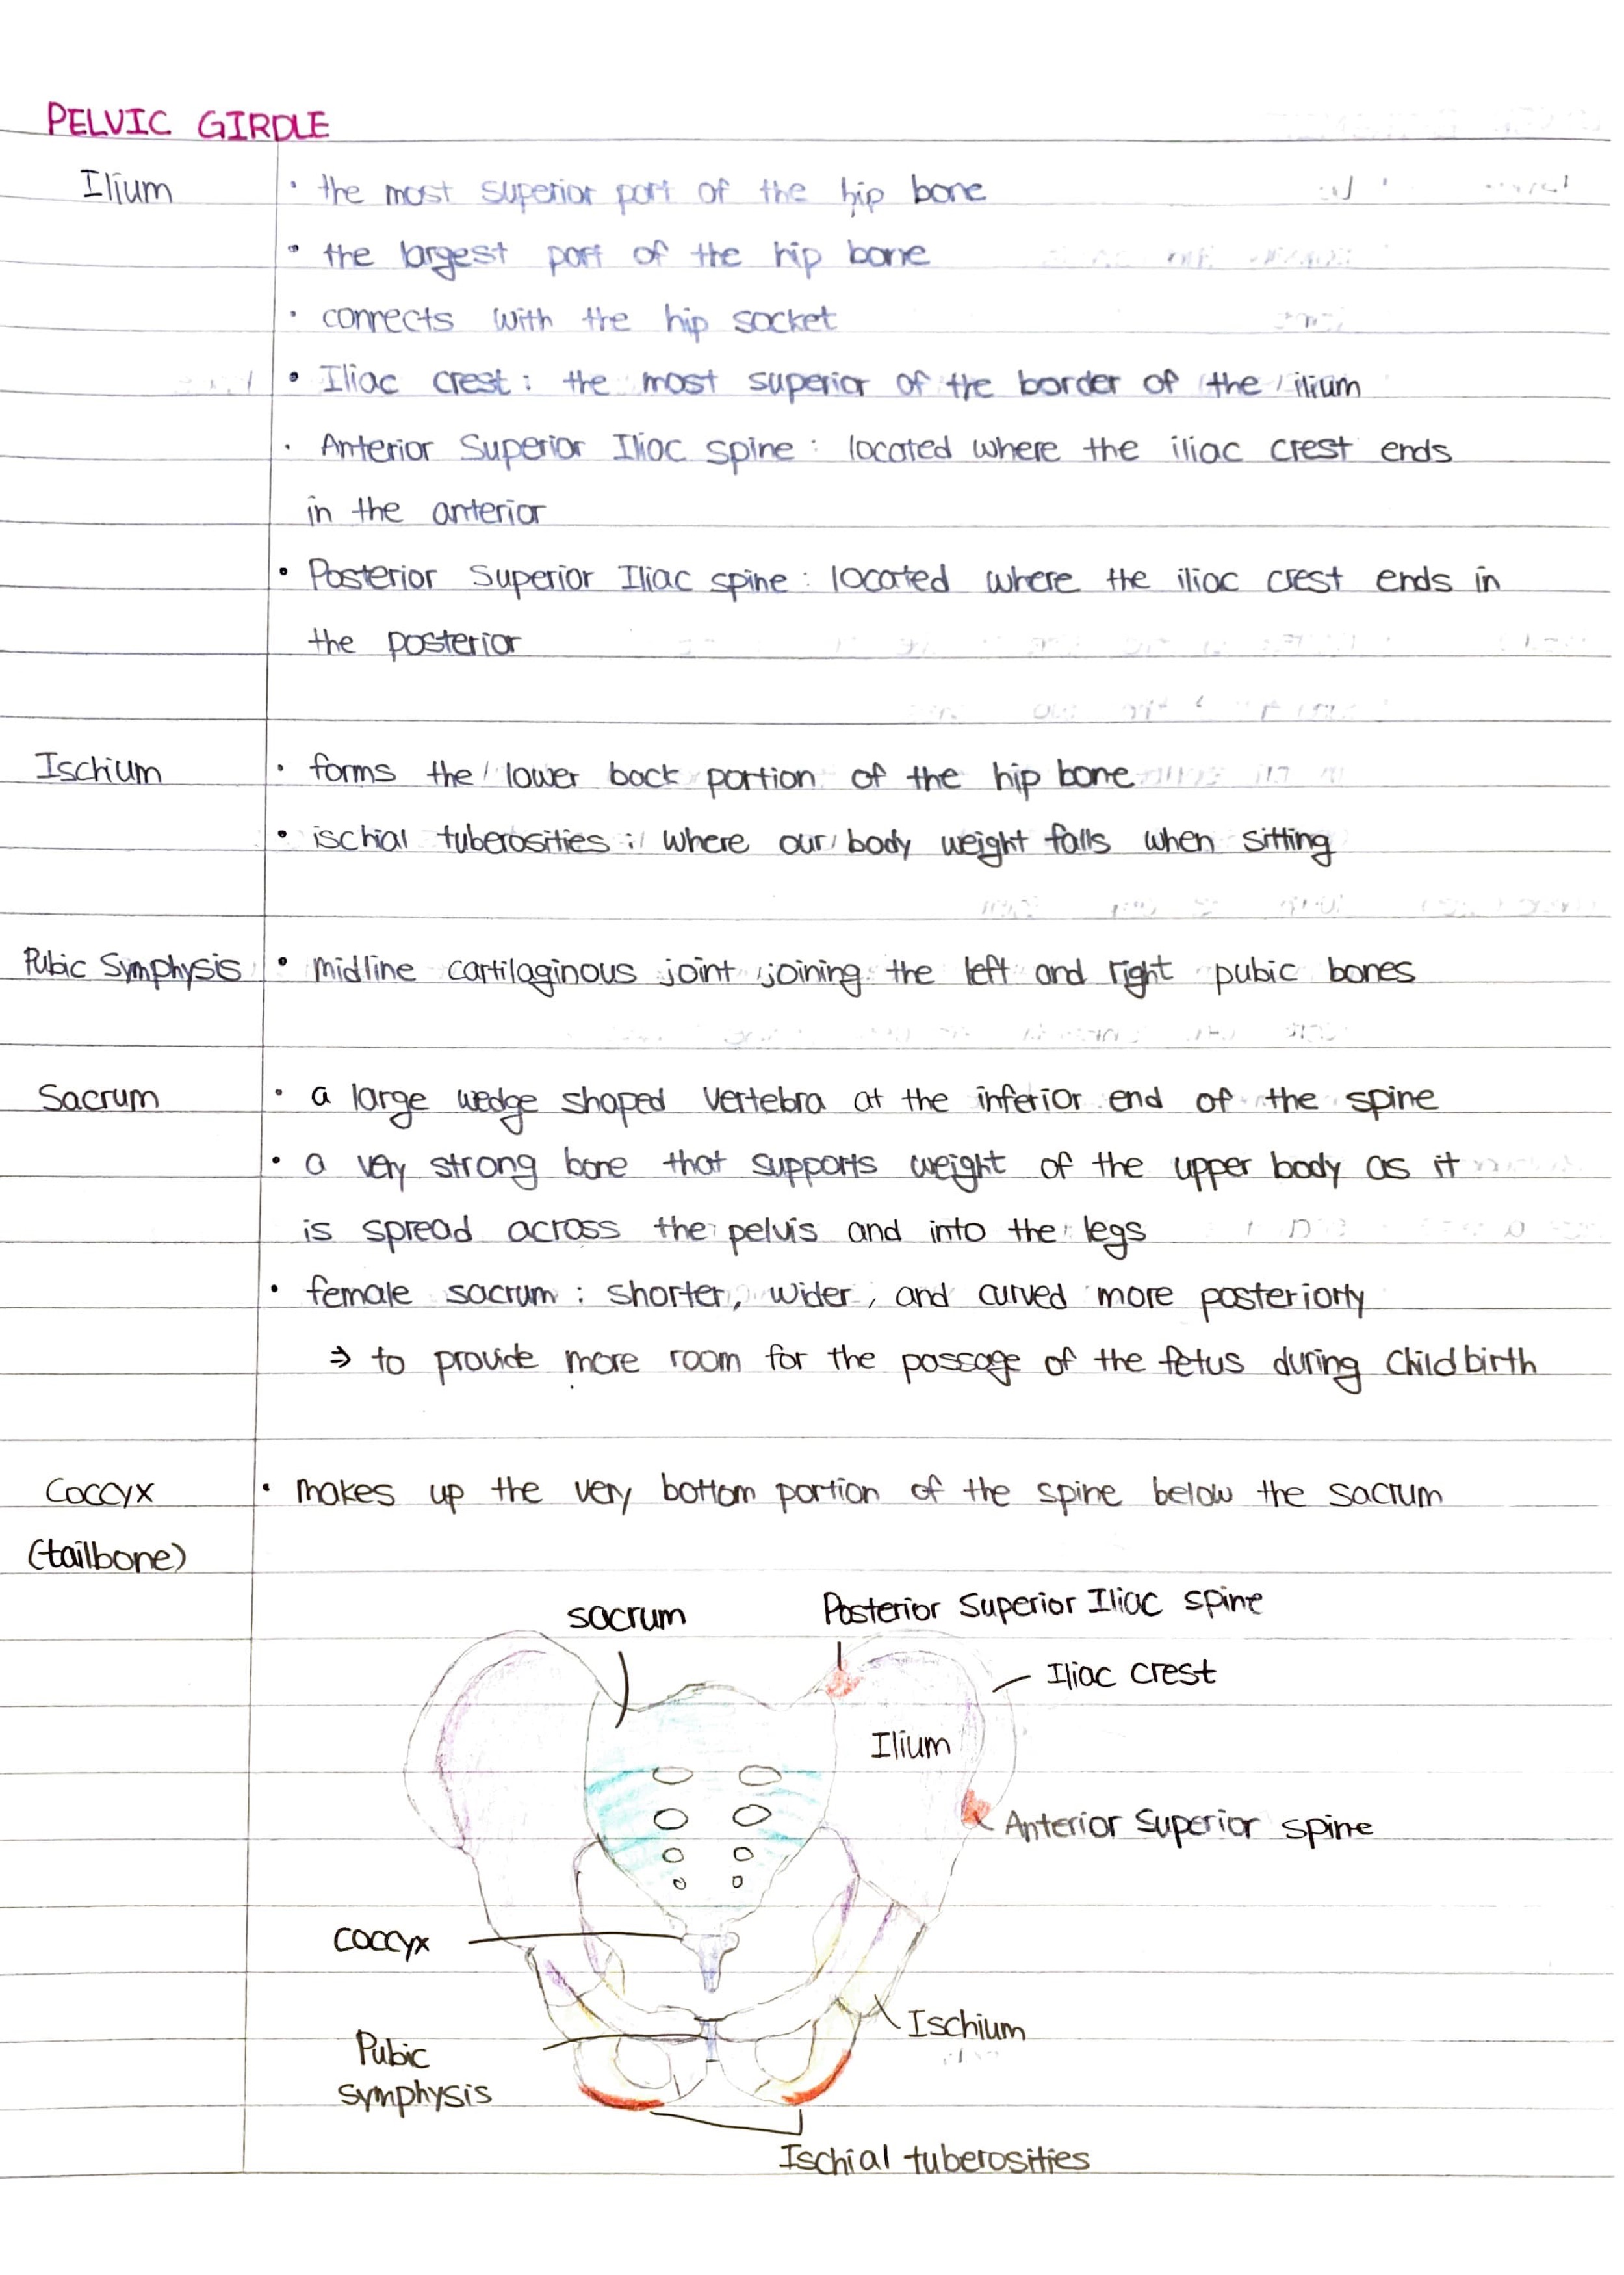 PELVIC GIRDLE
Ilium • the most superior part of the hip bone
• the largest part of the hip bone
• connects with the hip socket
• Iliac crest : the most superior of the border of the ilium
• Anterior Superior Iliac spine : located where the iliac crest ends
in the anterior
• Posterior Superior Iliac spine : located where the iliac crest ends in
the posterior
Ischium • forms the lower back portion of the hip bone
• ischial tuberosities : where our body weight falls when sitting
Pubic Symphysis • midline cartilaginous joint joining the left and right pubic bones
Sacrum • a large wedge shaped vertebra at the inferior end of the spine
• a very strong bone that supports weight of the upper body as it
is spread across the pelvis and into the legs
• female sacrum : shorter, wider, and curved more posteriorly
⇒ to provide more room for the passage of the fetus during childbirth
Coccyx • makes up the very bottom portion of the spine below the sacrum
(tailbone)
sacrum
Posterior Superior Iliac spine
Iliac crest
Ilium
Anterior Superior spine
coccyx
Ischium
Pubic
symphysis
Ischial tuberosities